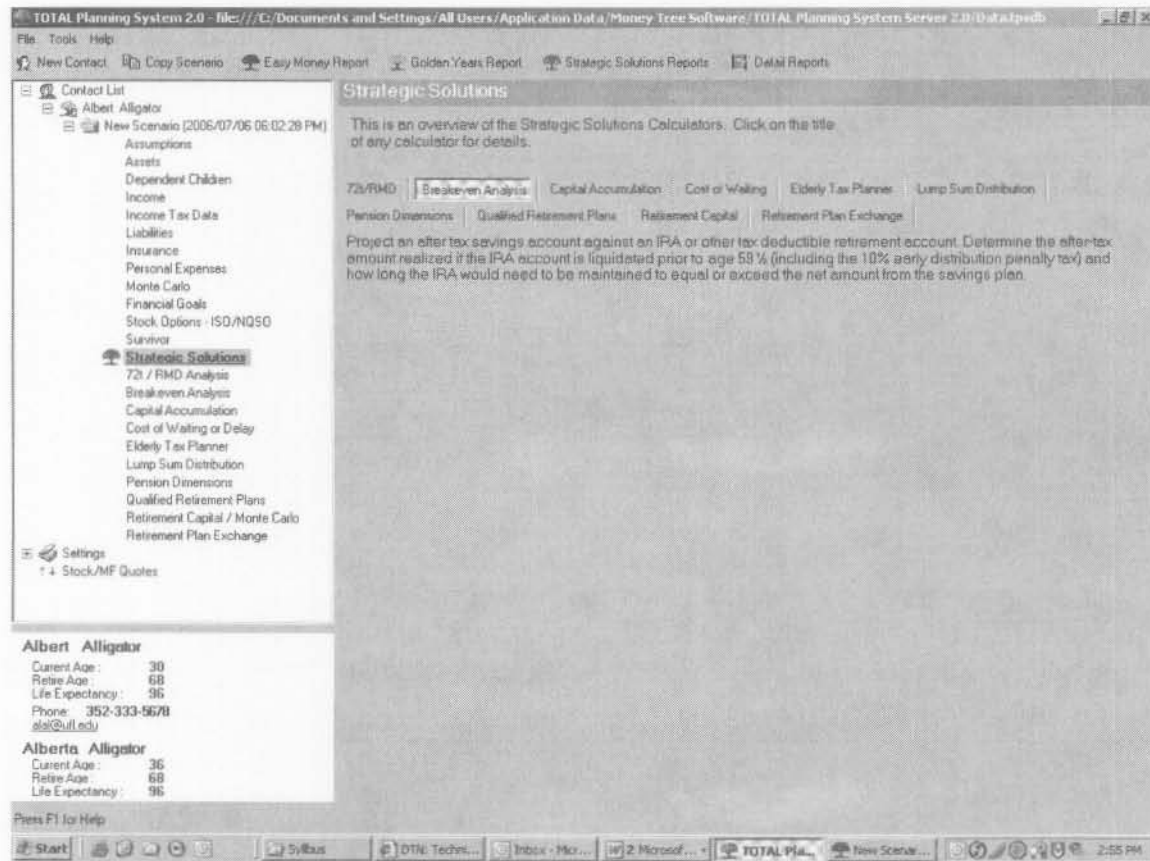 TOTAL Planning System 2.0 - file:///C:/Documents and Settings/All Users/Application Data/Money Tree Software/TOTAL Planning System Server 2.0/Data.tpsdb
File Tools Help
New Contact Copy Scenario Easy Money Report Golden Years Report Strategic Solutions Reports Detail Reports
Contact List
Albert Alligator
New Scenario [2006/07/06 06:02:28 PM]
Assumptions
Assets
Dependent Children
Income
Income Tax Data
Liabilities
Insurance
Personal Expenses
Monte Carlo
Financial Goals
Stock Options - ISO/NQSO
Survivor
Strategic Solutions
72t / RMD Analysis
Breakeven Analysis
Capital Accumulation
Cost of Waiting or Delay
Elderly Tax Planner
Lump Sum Distribution
Pension Dimensions
Qualified Retirement Plans
Retirement Capital / Monte Carlo
Retirement Plan Exchange
Settings
Stock/MF Quotes
Strategic Solutions
This is an overview of the Strategic Solutions Calculators. Click on the title
of any calculator for details.
72t/RMD Breakeven Analysis Capital Accumulation Cost of Waiting Elderly Tax Planner Lump Sum Distribution
Pension Dimensions Qualified Retirement Plans Retirement Capital Retirement Plan Exchange
Project an after tax savings account against an IRA or other tax deductible retirement account. Determine the after-tax
amount realized if the IRA account is liquidated prior to age 59 ½ (including the 10% early distribution penalty tax) and
how long the IRA would need to be maintained to equal or exceed the net amount from the savings plan.
Albert Alligator
Current Age : 30
Retire Age : 68
Life Expectancy : 96
Phone: 352-333-5678
alal@ufl.edu
Alberta Alligator
Current Age : 36
Retire Age : 68
Life Expectancy : 96
Press F1 for Help
Start Syllbus DTN: Techni... Inbox - Micr... 2 Microsof... TOTAL Pla... New Scenar... 2:55 PM